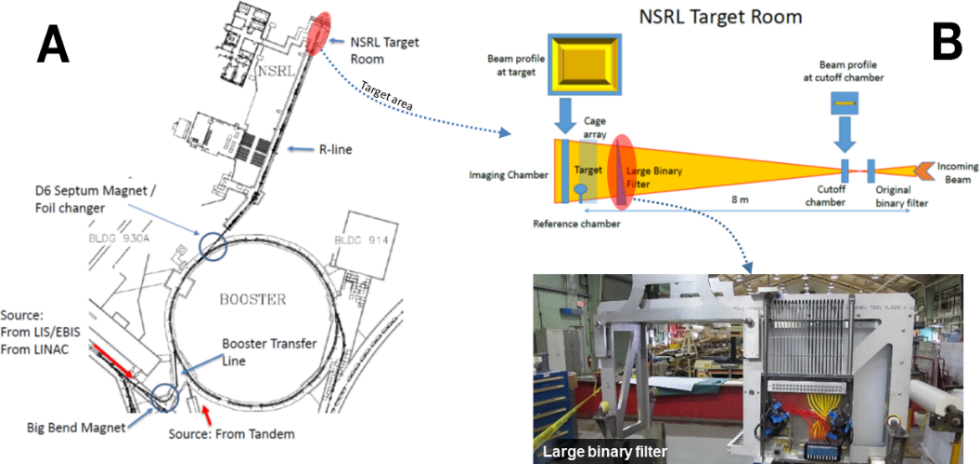 A
NSRL Target
Room
NSRL
Target area
R-line
D6 Septum Magnet /
Foil changer
BLDG 930A
BLDG 914
BOOSTER
Source:
From LIS/EBIS
From LINAC
Booster Transfer
Line
Big Bend Magnet
Source: From Tandem
NSRL Target Room
B
Beam profile
at target
Beam profile
at cutoff chamber
Cage
array
Imaging Chamber
Target
Large Binary
Filter
Incoming
Beam
Cutoff
chamber
Original
binary filter
8 m
Reference chamber
Large binary filter